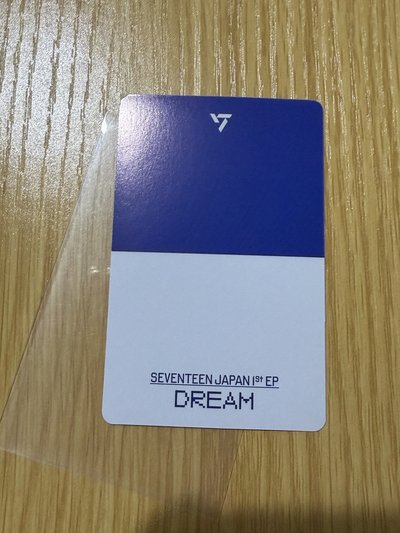 SEVENTEEN JAPAN 1st EP
DREAM